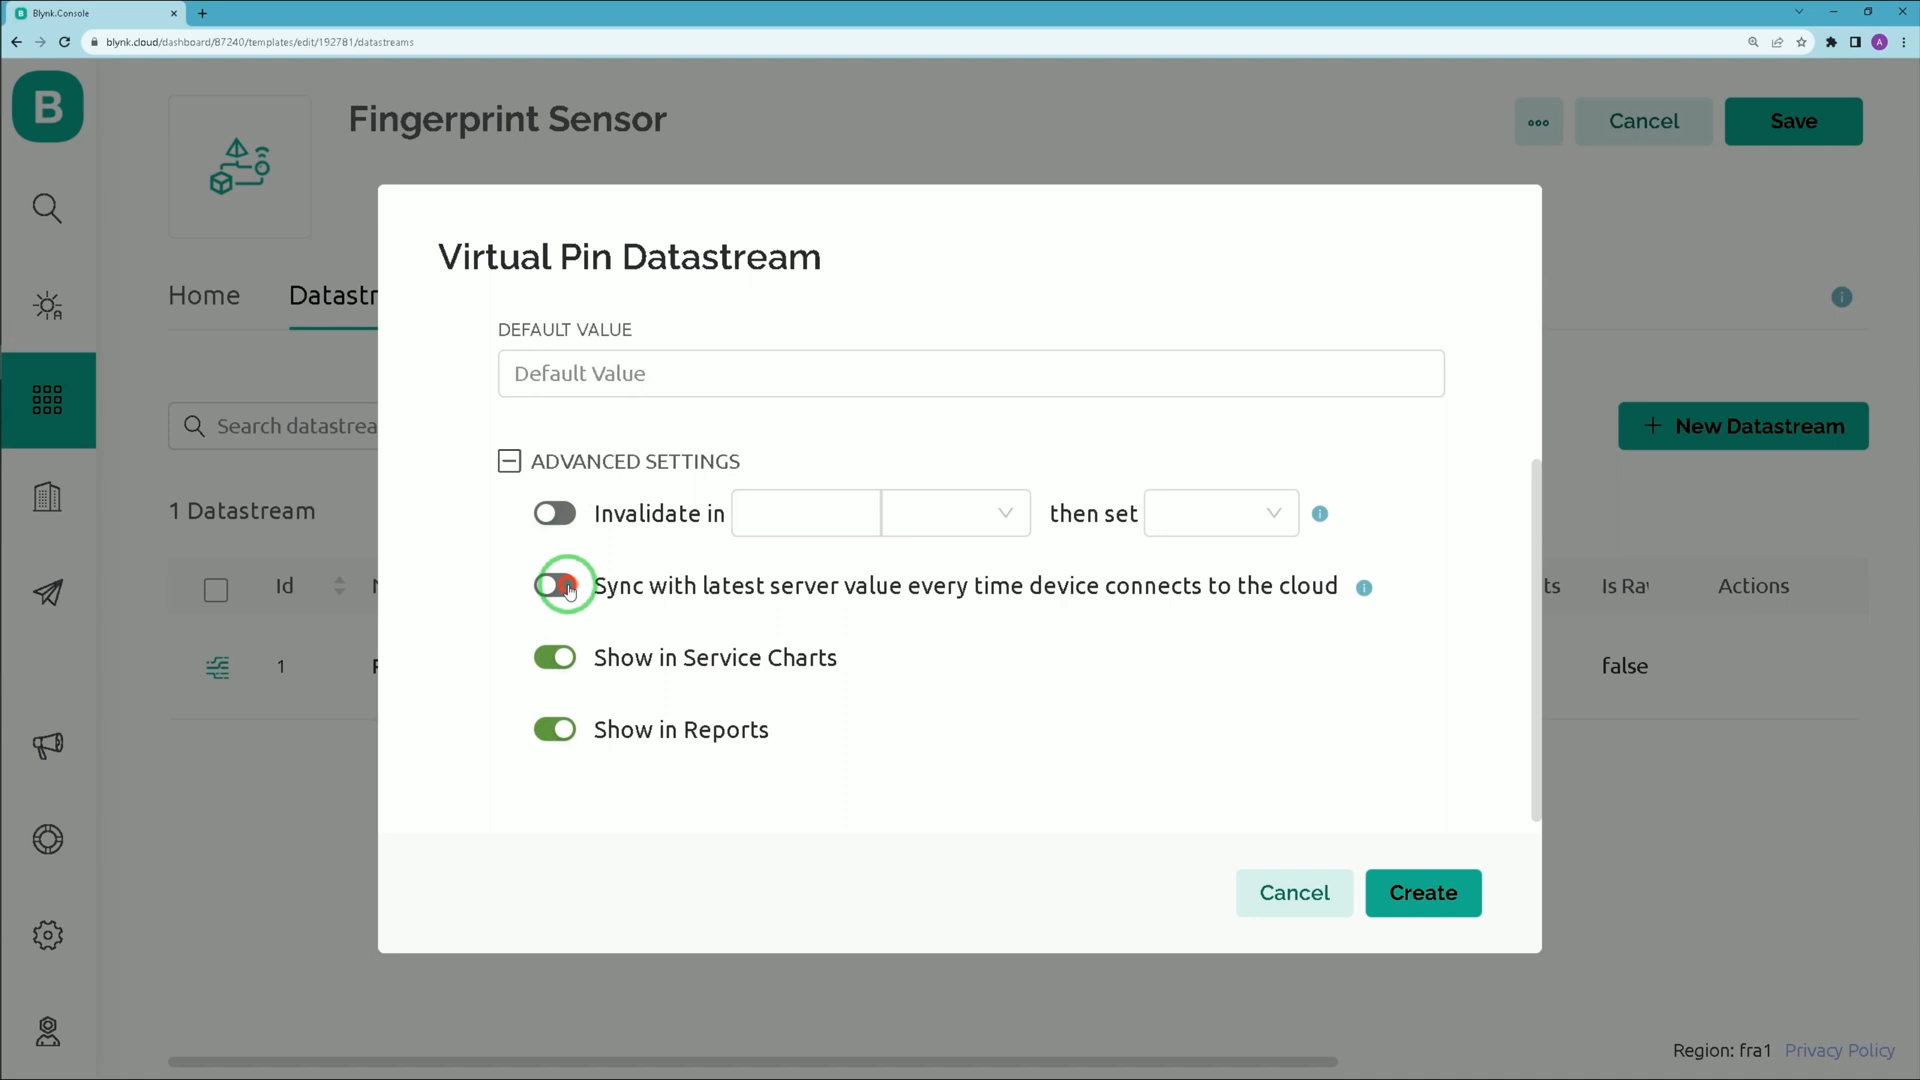 Blynk.Console
blynk.cloud/dashboard/87240/templates/edit/192781/datastreams
A
B
Fingerprint Sensor
Cancel
Save
Virtual Pin Datastream
Home
Datastr
DEFAULT VALUE
Default Value
Search datastrea
New Datastream
ADVANCED SETTINGS
1 Datastream
Invalidate in
then set
Id
Sync with latest server value every time device connects to the cloud
ts
Is Ra
Actions
1
Show in Service Charts
false
Show in Reports
Cancel
Create
Region: fra1
Privacy Policy